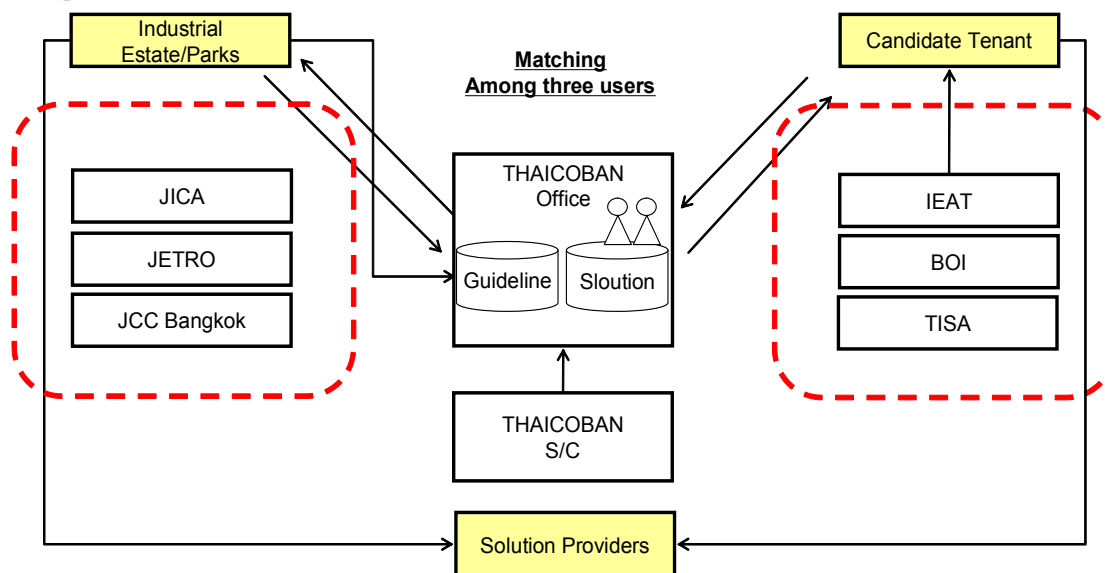 Industrial
Estate/Parks
Matching
Among three users
Candidate Tenant
JICA
JETRO
JCC Bangkok
THAICOBAN
Office
Guideline
Sloution
IEAT
BOI
TISA
THAICOBAN
S/C
Solution Providers